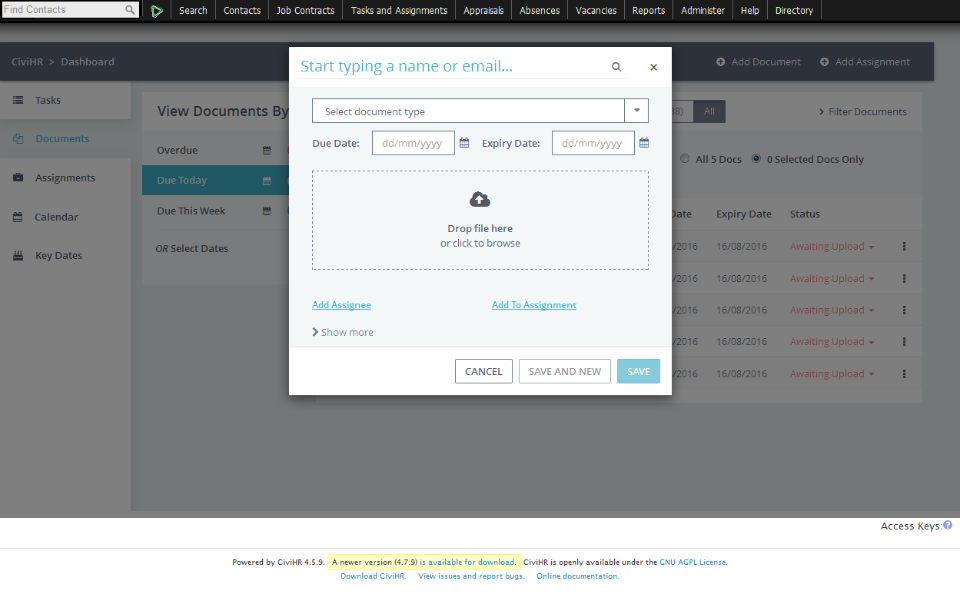 Find Contacts
Search Contacts Job Contracts Tasks and Assignments Appraisals Absences Vacancies Reports Administer Help Directory
CiviHR > Dashboard
Add Document Add Assignment
Tasks
Documents
Assignments
Calendar
Key Dates
View Documents By
Overdue
Due Today
Due This Week
OR Select Dates
Start typing a name or email...
×
Select document type
Due Date: dd/mm/yyyy Expiry Date: dd/mm/yyyy
Drop file here
or click to browse
Add Assignee Add To Assignment
Show more
CANCEL SAVE AND NEW SAVE
All Filter Documents
All 5 Docs 0 Selected Docs Only
Date Expiry Date Status
/2016 16/08/2016 Awaiting Upload
/2016 16/08/2016 Awaiting Upload
/2016 16/08/2016 Awaiting Upload
/2016 16/08/2016 Awaiting Upload
/2016 16/08/2016 Awaiting Upload
Access Keys:?
Powered by CiviHR 4.5.9. A newer version (4.7.9) is available for download. CiviHR is openly available under the GNU AGPL License.
Download CiviHR. View issues and report bugs. Online documentation.